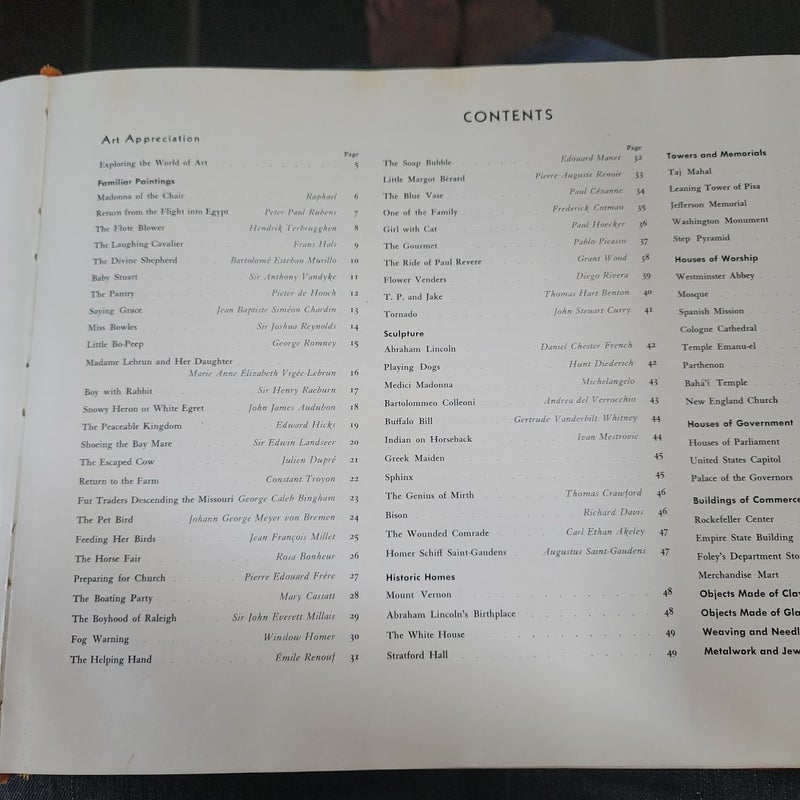 CONTENTS
Art Appreciation
Page
Exploring the World of Art 5
Familiar Paintings
Madonna of the Chair Raphael 6
Return from the Flight into Egypt Peter Paul Rubens 7
The Flute Blower Hendrik Terbrugghen 8
The Laughing Cavalier Frans Hals 9
The Divine Shepherd Bartolomé Esteban Murillo 10
Baby Stuart Sir Anthony Vandyke 11
The Pantry Pieter de Hooch 12
Saying Grace Jean Baptiste Siméon Chardin 13
Miss Bowles Sir Joshua Reynolds 14
Little Bo-Peep George Romney 15
Madame Lebrun and Her Daughter
Marie Anne Élizabeth Vigée-Lebrun 16
Boy with Rabbit Sir Henry Raeburn 17
Snowy Heron or White Egret John James Audubon 18
The Peaceable Kingdom Edward Hicks 19
Shoeing the Bay Mare Sir Edwin Landseer 20
The Escaped Cow Julien Dupré 21
Return to the Farm Constant Troyon 22
Fur Traders Descending the Missouri George Caleb Bingham 23
The Pet Bird Johann George Meyer von Bremen 24
Feeding Her Birds Jean François Millet 25
The Horse Fair Rosa Bonheur 26
Preparing for Church Pierre Edouard Frére 27
The Boating Party Mary Cassatt 28
The Boyhood of Raleigh Sir John Everett Millais 29
Fog Warning Winslow Homer 30
The Helping Hand Émile Renouf 31
Page
The Soap Bubble Edouard Manet 32
Little Margot Bérard Pierre Auguste Renoir 33
The Blue Vase Paul Cézanne 34
One of the Family Frederick Cotman 35
Girl with Cat Paul Hoecker 36
The Gourmet Pablo Picasso 37
The Ride of Paul Revere Grant Wood 38
Flower Venders Diego Rivera 39
T. P. and Jake Thomas Hart Benton 40
Tornado John Steuart Curry 41
Sculpture
Abraham Lincoln Daniel Chester French 42
Playing Dogs Hunt Diederich 42
Medici Madonna Michelangelo 43
Bartolommeo Colleoni Andrea del Verrocchio 43
Buffalo Bill Gertrude Vanderbilt Whitney 44
Indian on Horseback Ivan Mestrovic 44
Greek Maiden 45
Sphinx 45
The Genius of Mirth Thomas Crawford 46
Bison Richard Davis 46
The Wounded Comrade Carl Ethan Akeley 47
Homer Schiff Saint-Gaudens Augustus Saint-Gaudens 47
Historic Homes
Mount Vernon 48
Abraham Lincoln's Birthplace 48
The White House 49
Stratford Hall 49
Towers and Memorials
Taj Mahal
Leaning Tower of Pisa
Jefferson Memorial
Washington Monument
Step Pyramid
Houses of Worship
Westminster Abbey
Mosque
Spanish Mission
Cologne Cathedral
Temple Emanu-el
Parthenon
Bahá'i Temple
New England Church
Houses of Government
Houses of Parliament
United States Capitol
Palace of the Governors
Buildings of Commerce
Rockefeller Center
Empire State Building
Foley's Department Sto
Merchandise Mart
Objects Made of Clay
Objects Made of Gla
Weaving and Needl
Metalwork and Jew